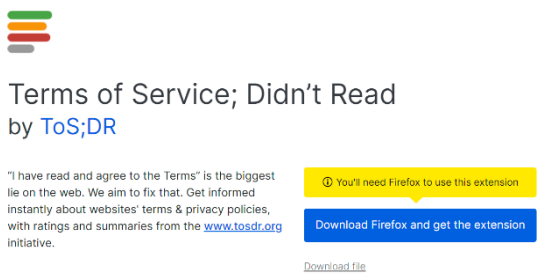 Terms of Service; Didn’t Read
by ToS;DR
“I have read and agree to the Terms” is the biggest
lie on the web. We aim to fix that. Get informed
instantly about websites’ terms & privacy policies,
with ratings and summaries from the www.tosdr.org
initiative.
You'll need Firefox to use this extension
Download Firefox and get the extension
Download file